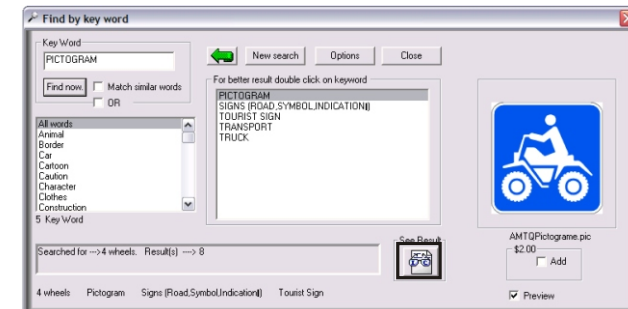 Find by key word
Key Word
PICTOGRAM
Find now.
Match similar words
OR
New search
Options
Close
For better result double click on keyword
PICTOGRAM
SIGNS (ROAD,SYMBOL,INDICATION||)
TOURIST SIGN
TRANSPORT
TRUCK
All words
Animal
Border
Car
Cartoon
Caution
Character
Clothes
Construction
5 Key Word
Searched for --->4 wheels. Result(s) ----> 8
See Result
AMTQPictograme.pic
$2.00
Add
Preview
4 wheels Pictogram Signs (Road,Symbol,Indication||) Tourist Sign